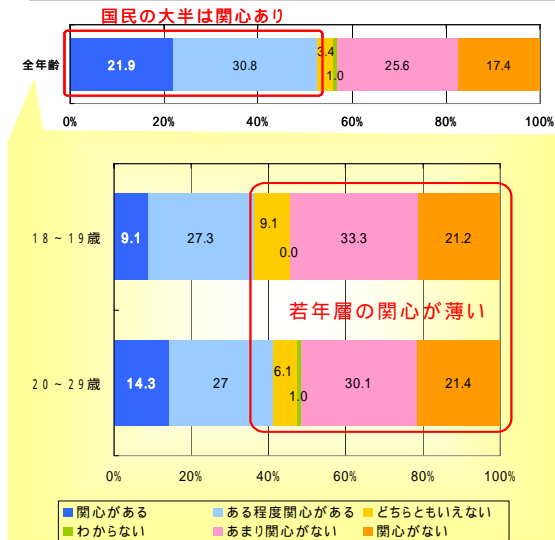 国民の大半は関心あり
全年齢 21.9 30.8 3.4 1.0 25.6 17.4
0% 20% 40% 60% 80% 100%
18~19歳 9.1 27.3 9.1 0.0 33.3 21.2
若年層の関心が薄い
20~29歳 14.3 27 6.1 1.0 30.1 21.4
0% 20% 40% 60% 80% 100%
関心がある ある程度関心がある どちらともいえない
わからない あまり関心がない 関心がない